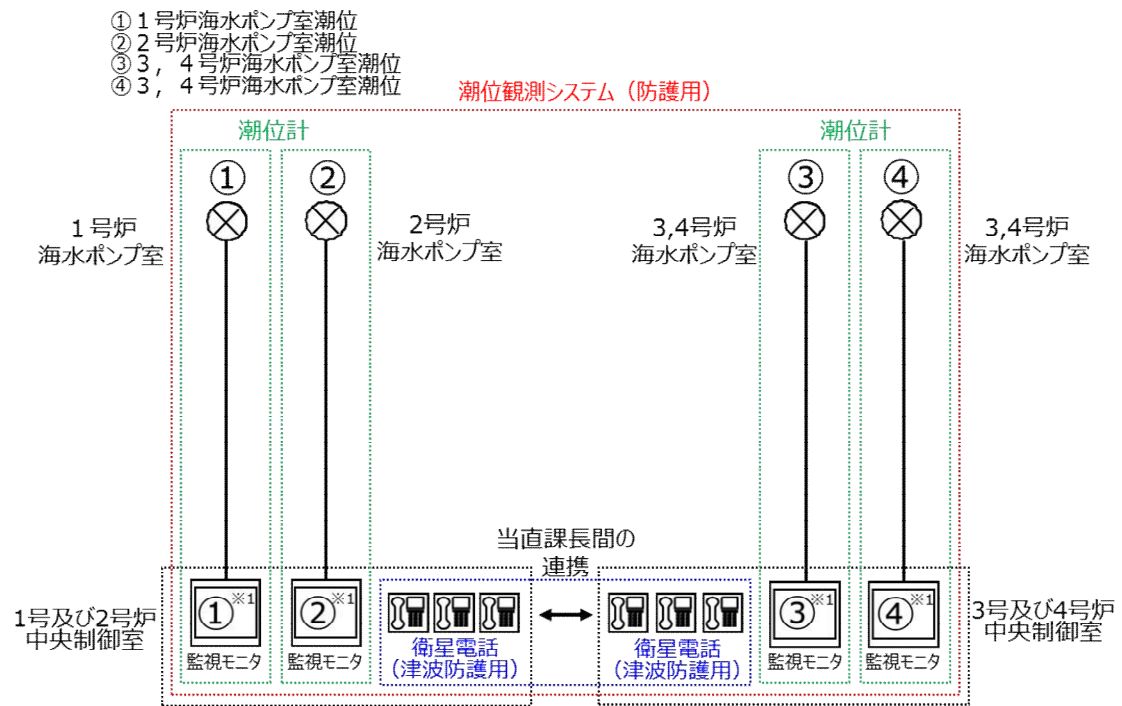 ①１号炉海水ポンプ室潮位
②２号炉海水ポンプ室潮位
③３，４号炉海水ポンプ室潮位
④３，４号炉海水ポンプ室潮位
潮位観測システム（防護用）
潮位計
潮位計
①
②
③
④
１号炉
海水ポンプ室
2号炉
海水ポンプ室
3,4号炉
海水ポンプ室
3,4号炉
海水ポンプ室
当直課長間の
連携
1号及び2号炉
中央制御室
①※1
監視モニタ
②※1
監視モニタ
衛星電話
（津波防護用）
衛星電話
（津波防護用）
③※1
監視モニタ
④※1
監視モニタ
3号及び4号炉
中央制御室